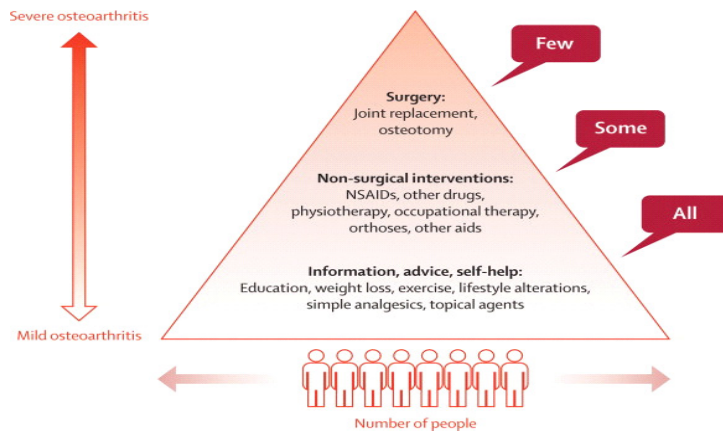 Severe osteoarthritis
Few
Surgery:
Joint replacement,
osteotomy
Some
Non-surgical interventions:
NSAIDs, other drugs,
physiotherapy, occupational therapy,
orthoses, other aids
All
Information, advice, self-help:
Education, weight loss, exercise, lifestyle alterations,
simple analgesics, topical agents
Mild osteoarthritis
Number of people